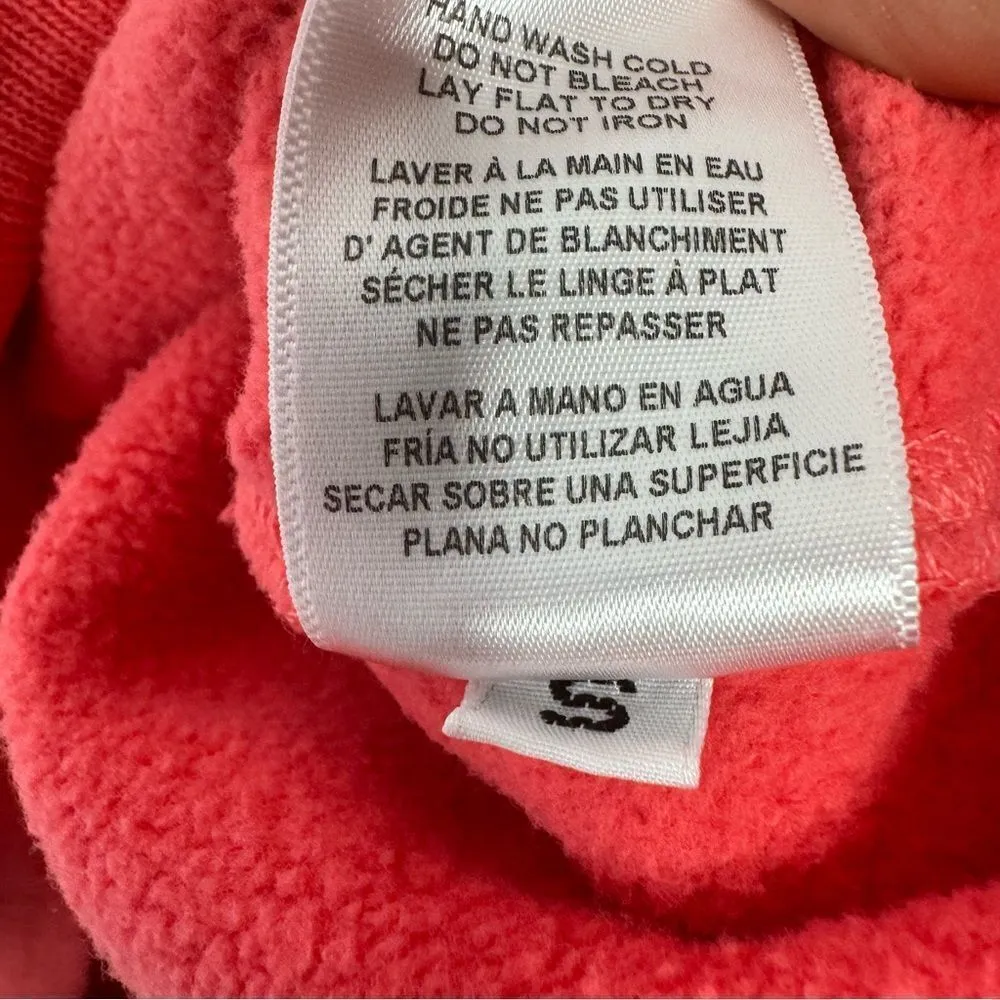 HAND WASH COLD
DO NOT BLEACH
LAY FLAT TO DRY
DO NOT IRON
LAVER À LA MAIN EN EAU
FROIDE NE PAS UTILISER
D' AGENT DE BLANCHIMENT
SÉCHER LE LINGE À PLAT
NE PAS REPASSER
LAVAR A MANO EN AGUA
FRÍA NO UTILIZAR LEJIA
SECAR SOBRE UNA SUPERFICIE
PLANA NO PLANCHAR
S